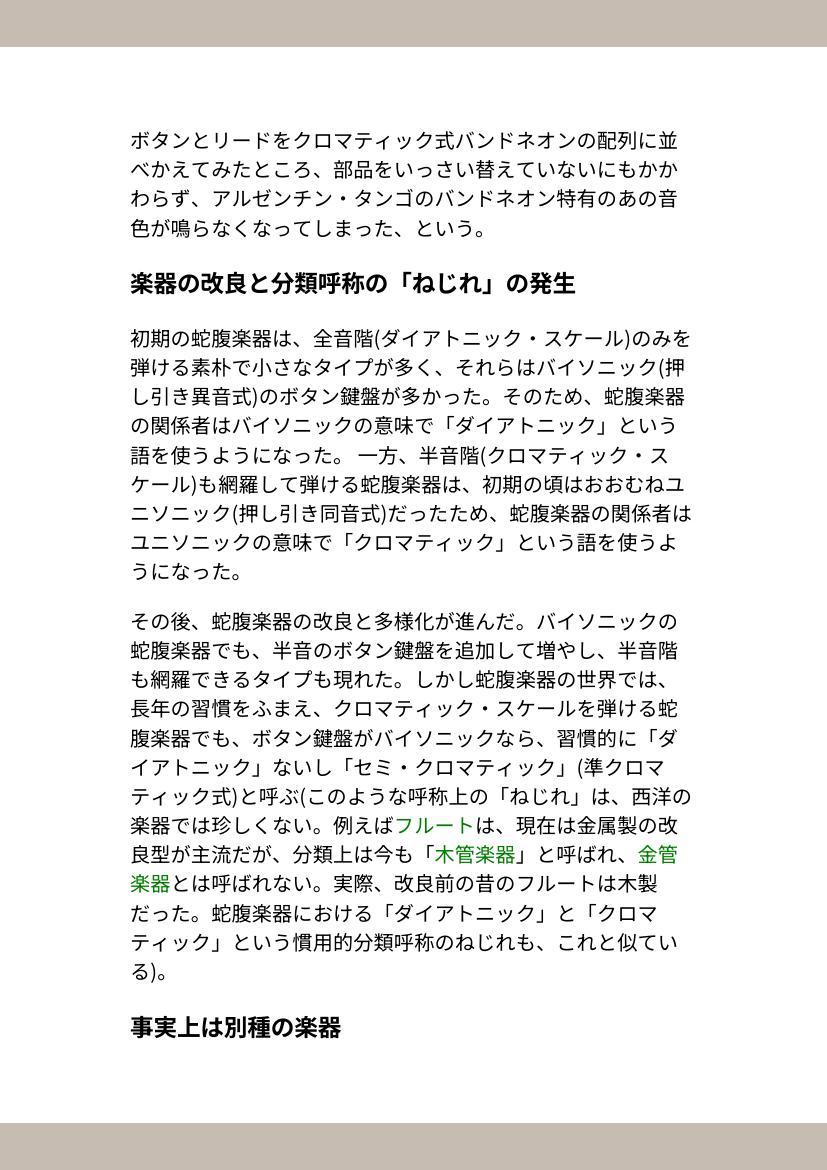 ボタンとリードをクロマティック式バンドネオンの配列に並
べかえてみたところ、部品をいっさい替えていないにもかか
わらず、アルゼンチン・タンゴのバンドネオン特有のあの音
色が鳴らなくなってしまった、という。
楽器の改良と分類呼称の「ねじれ」の発生
初期の蛇腹楽器は、全音階(ダイアトニック・スケール)のみを
弾ける素朴で小さなタイプが多く、それらはバイソニック(押
し引き異音式)のボタン鍵盤が多かった。そのため、蛇腹楽器
の関係者はバイソニックの意味で「ダイアトニック」という
語を使うようになった。 一方、半音階(クロマティック・ス
ケール)も網羅して弾ける蛇腹楽器は、初期の頃はおおむねユ
ニソニック(押し引き同音式)だったため、蛇腹楽器の関係者は
ユニソニックの意味で「クロマティック」という語を使うよ
うになった。
その後、蛇腹楽器の改良と多様化が進んだ。バイソニックの
蛇腹楽器でも、半音のボタン鍵盤を追加して増やし、半音階
も網羅できるタイプも現れた。しかし蛇腹楽器の世界では、
長年の習慣をふまえ、クロマティック・スケールを弾ける蛇
腹楽器でも、ボタン鍵盤がバイソニックなら、習慣的に「ダ
イアトニック」ないし「セミ・クロマティック」(準クロマ
ティック式)と呼ぶ(このような呼称上の「ねじれ」は、西洋の
楽器では珍しくない。例えばフルートは、現在は金属製の改
良型が主流だが、分類上は今も「木管楽器」と呼ばれ、金管
楽器とは呼ばれない。実際、改良前の昔のフルートは木製
だった。蛇腹楽器における「ダイアトニック」と「クロマ
ティック」という慣用的分類呼称のねじれも、これと似てい
る)。
事実上は別種の楽器